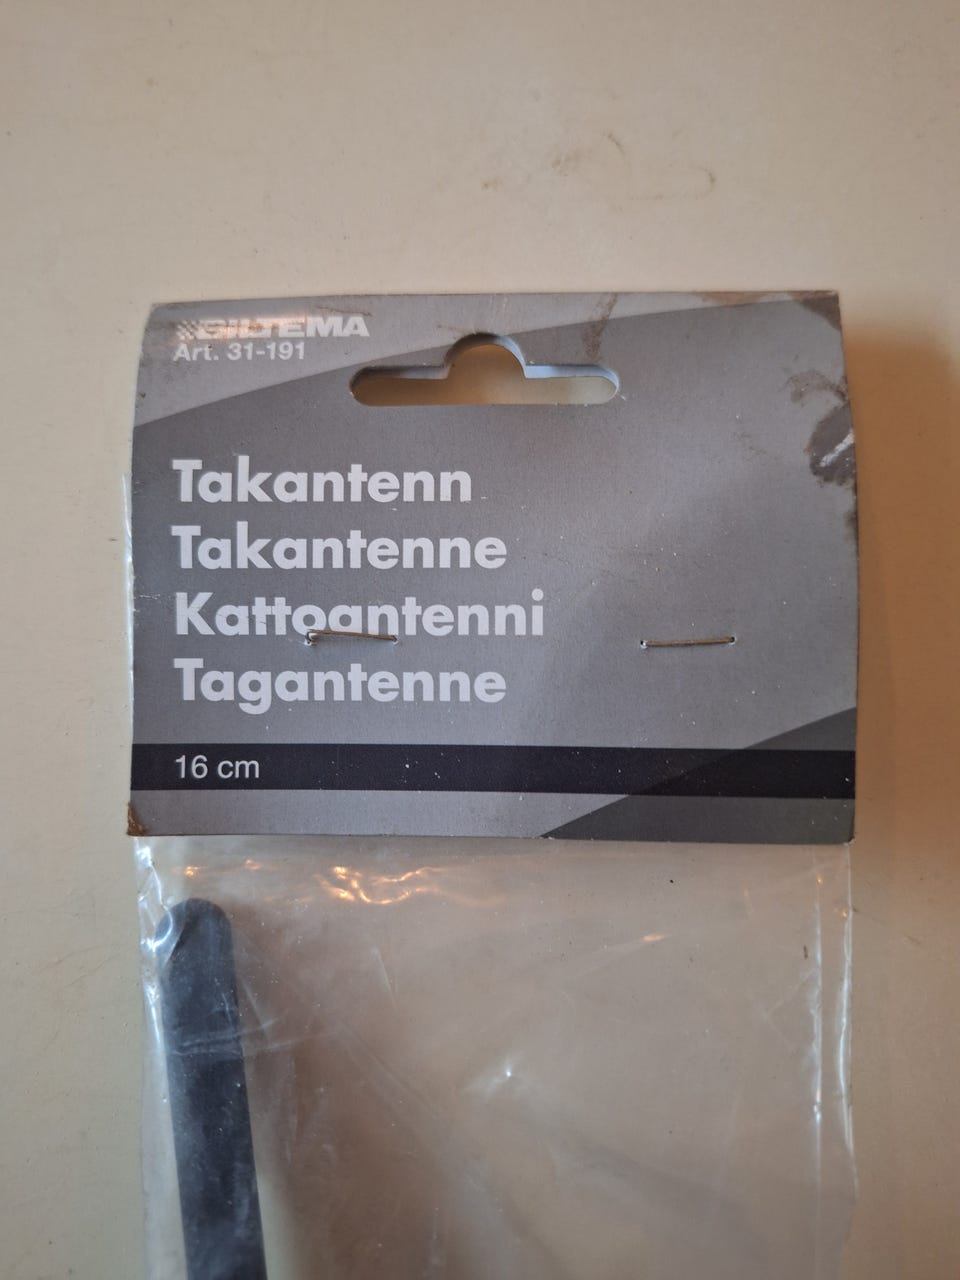 BILTEMA
Art. 31-191
Takantenn
Takantenne
Kattoantenni
Tagantenne
16 cm